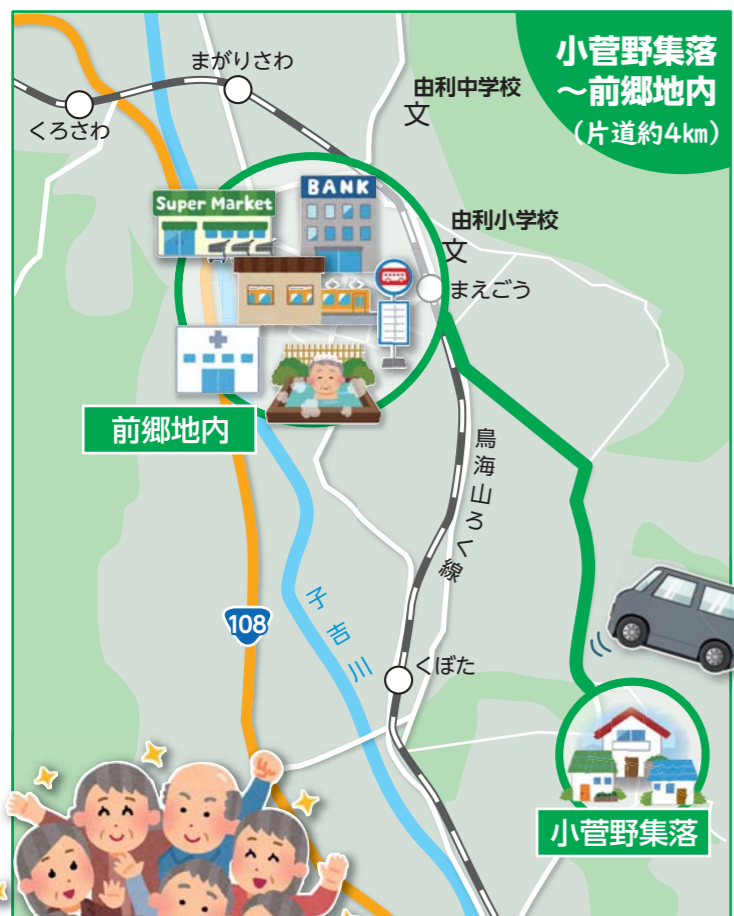 小菅野集落
～前郷地内
（片道約4km）
まがりさわ
くろさわ
由利中学校
文
Super Market
BANK
由利小学校
文
まえごう
前郷地内
鳥海山ろく線
108
子吉川
くぼた
小菅野集落